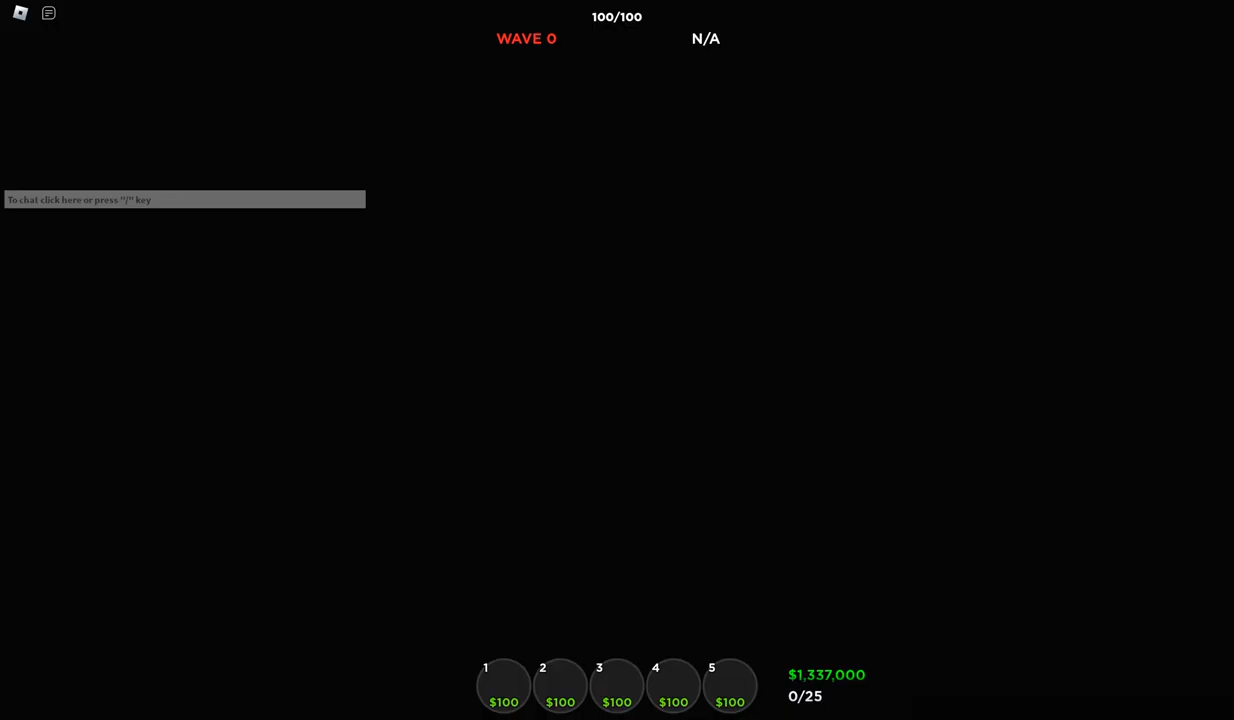 100/100
WAVE 0 N/A
To chat click here or press "/" key
1 2 3 4 5
$100 $100 $100 $100 $100
$1,337,000
0/25